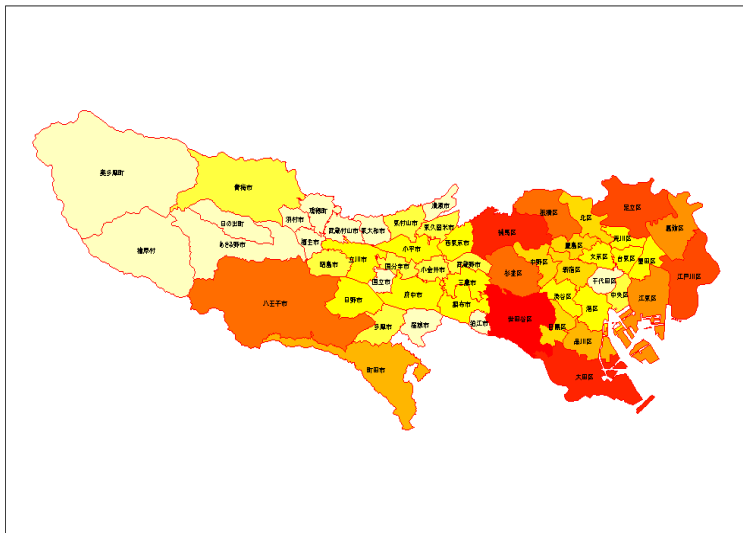 奥多摩町
青梅市
日の出町
あきる野市
檜原村
羽村市
瑞穂町
福生市
武蔵村山市
東大和市
東村山市
清瀬市
東久留米市
西東京市
小平市
昭島市
立川市
国分寺市
小金井市
武蔵野市
三鷹市
国立市
八王子市
日野市
府中市
調布市
狛江市
多摩市
稲城市
町田市
練馬区
板橋区
北区
足立区
葛飾区
荒川区
豊島区
文京区
台東区
墨田区
江戸川区
中野区
杉並区
新宿区
千代田区
中央区
江東区
渋谷区
港区
世田谷区
目黒区
品川区
大田区